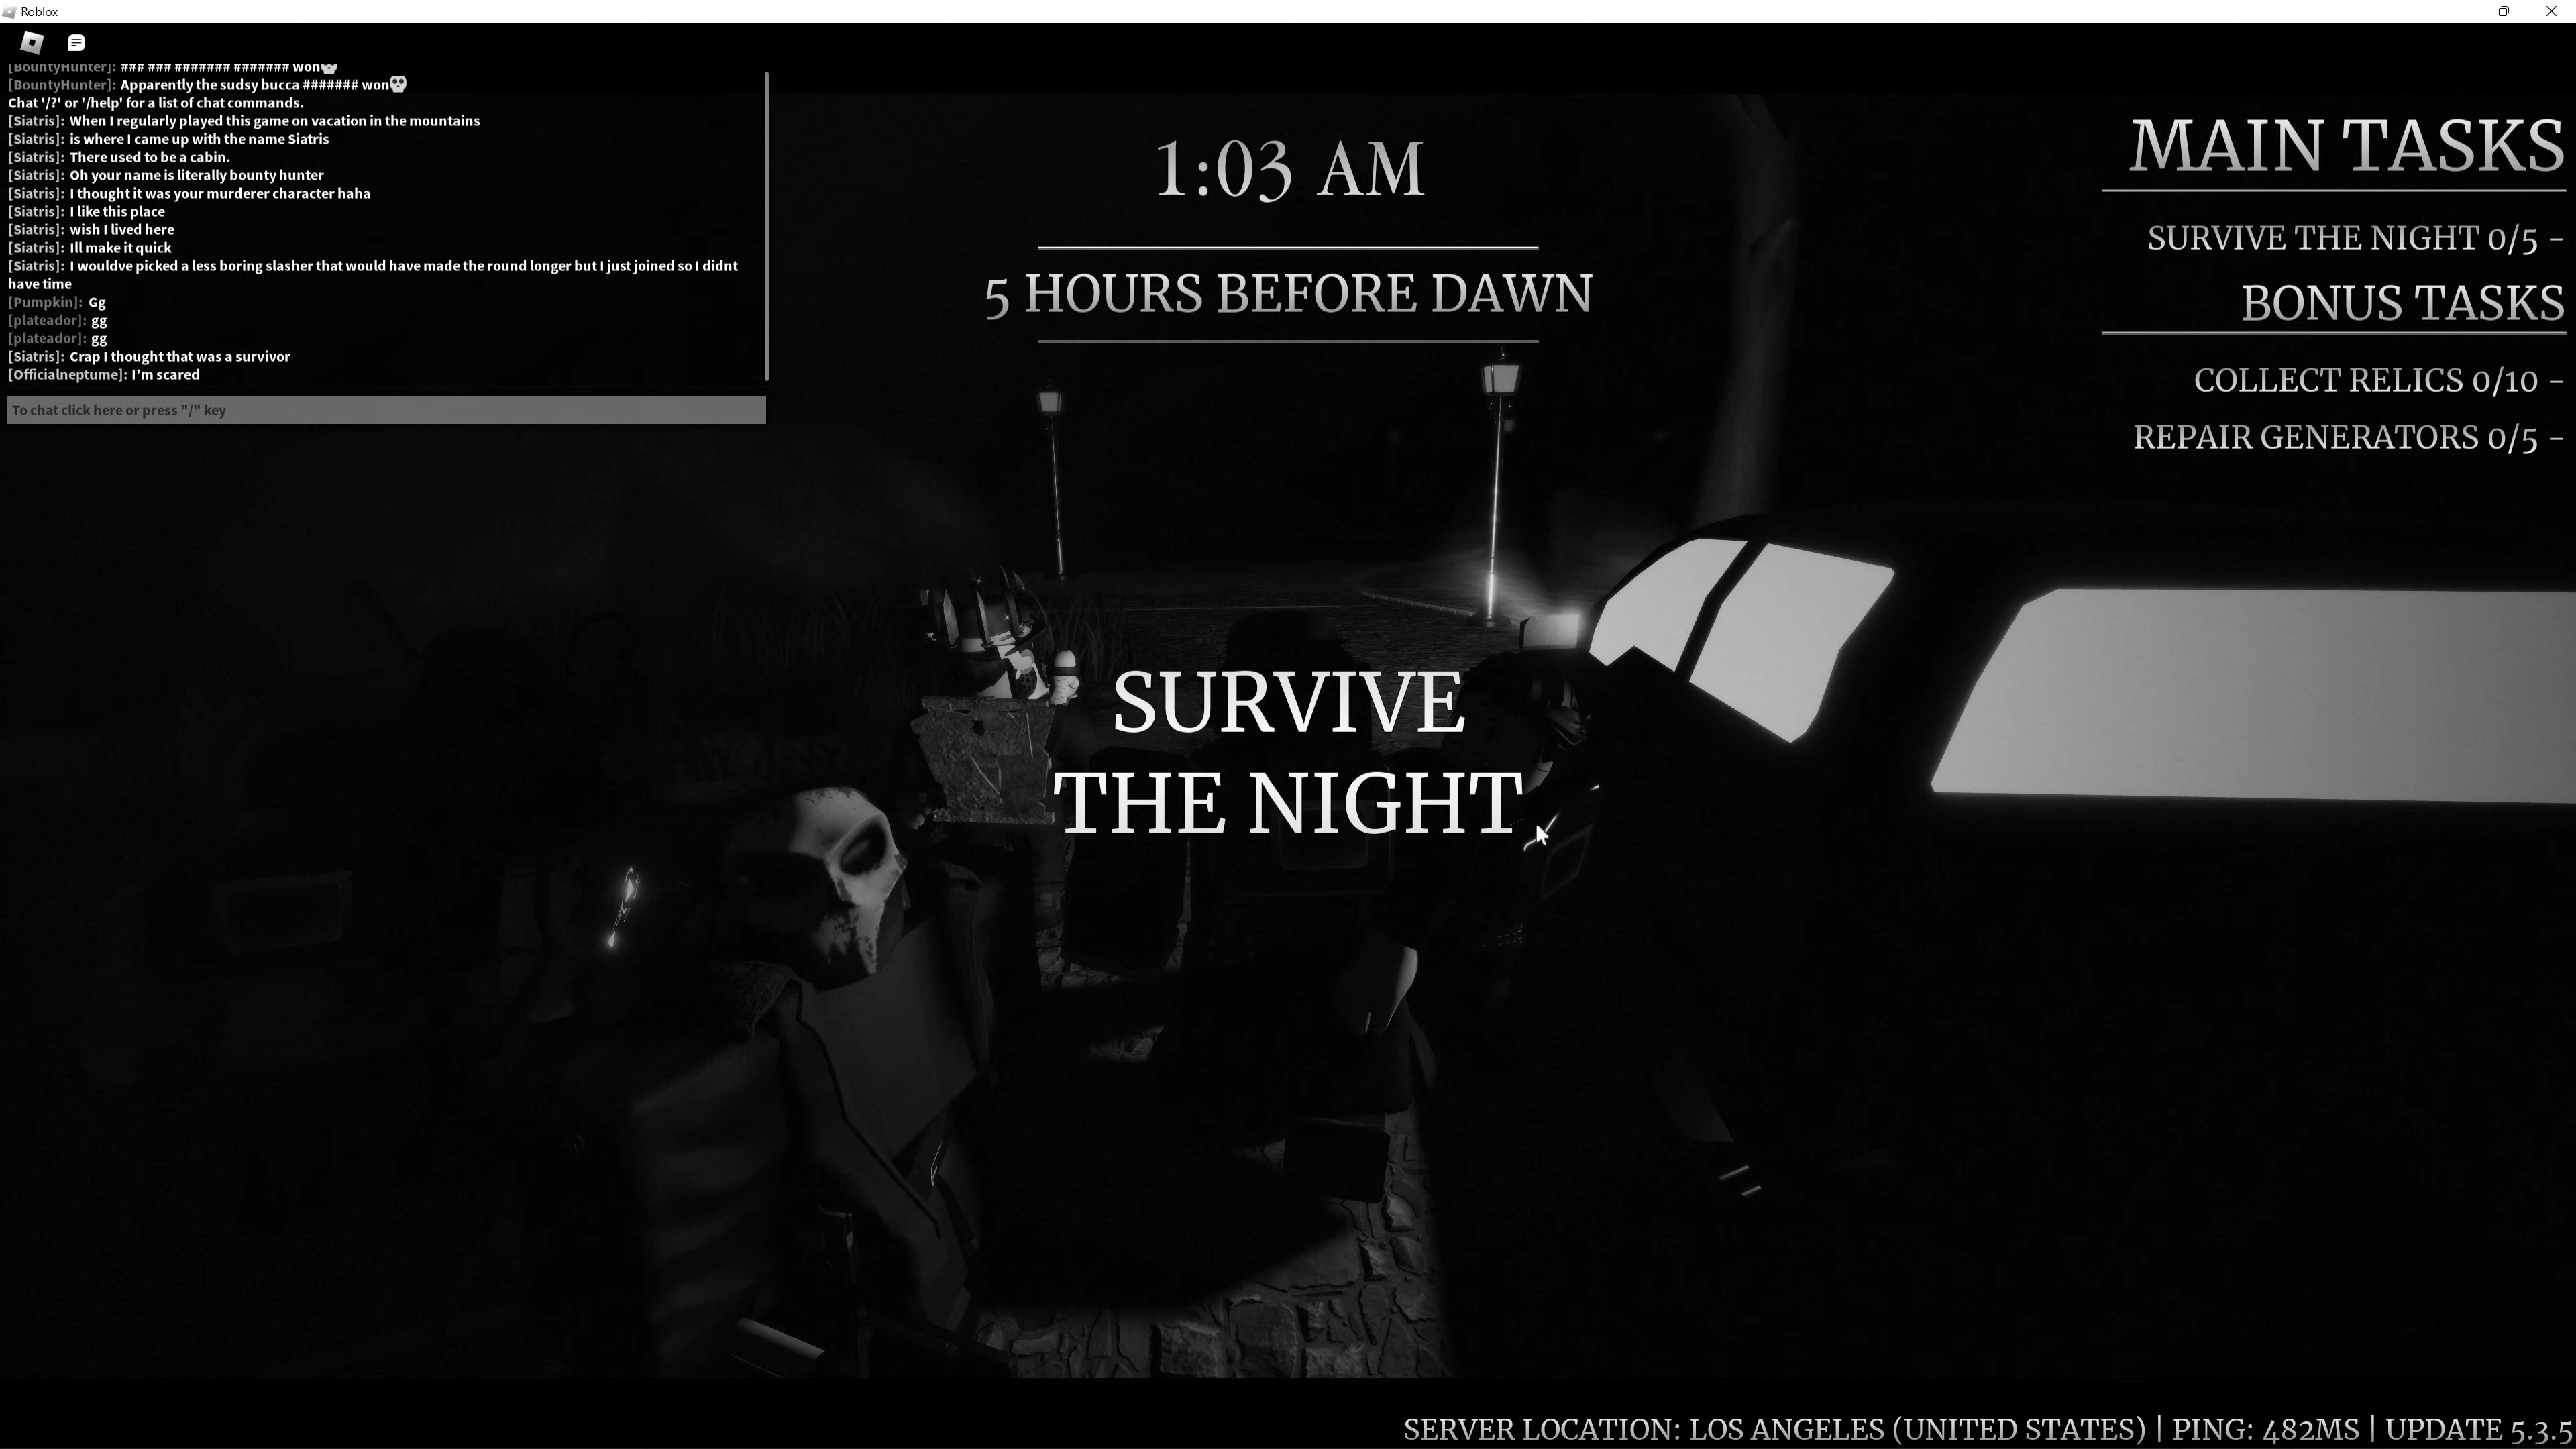 Roblox
[BountyHunter]: ### ### ####### ####### won💀
[BountyHunter]: Apparently the sudsy bucca ####### won💀
Chat '/?' or '/help' for a list of chat commands.
[Siatris]: When I regularly played this game on vacation in the mountains
[Siatris]: is where I came up with the name Siatris
[Siatris]: There used to be a cabin.
[Siatris]: Oh your name is literally bounty hunter
[Siatris]: I thought it was your murderer character haha
[Siatris]: I like this place
[Siatris]: wish I lived here
[Siatris]: Ill make it quick
[Siatris]: I wouldve picked a less boring slasher that would have made the round longer but I just joined so I didnt
have time
[Pumpkin]: Gg
[plateador]: gg
[plateador]: gg
[Siatris]: Crap I thought that was a survivor
[Officialneptume]: I’m scared
To chat click here or press "/" key
1:03 AM
5 HOURS BEFORE DAWN
MAIN TASKS
SURVIVE THE NIGHT 0/5 -
BONUS TASKS
COLLECT RELICS 0/10 -
REPAIR GENERATORS 0/5 -
SURVIVE
THE NIGHT
SERVER LOCATION: LOS ANGELES (UNITED STATES) | PING: 482MS | UPDATE 5.3.5